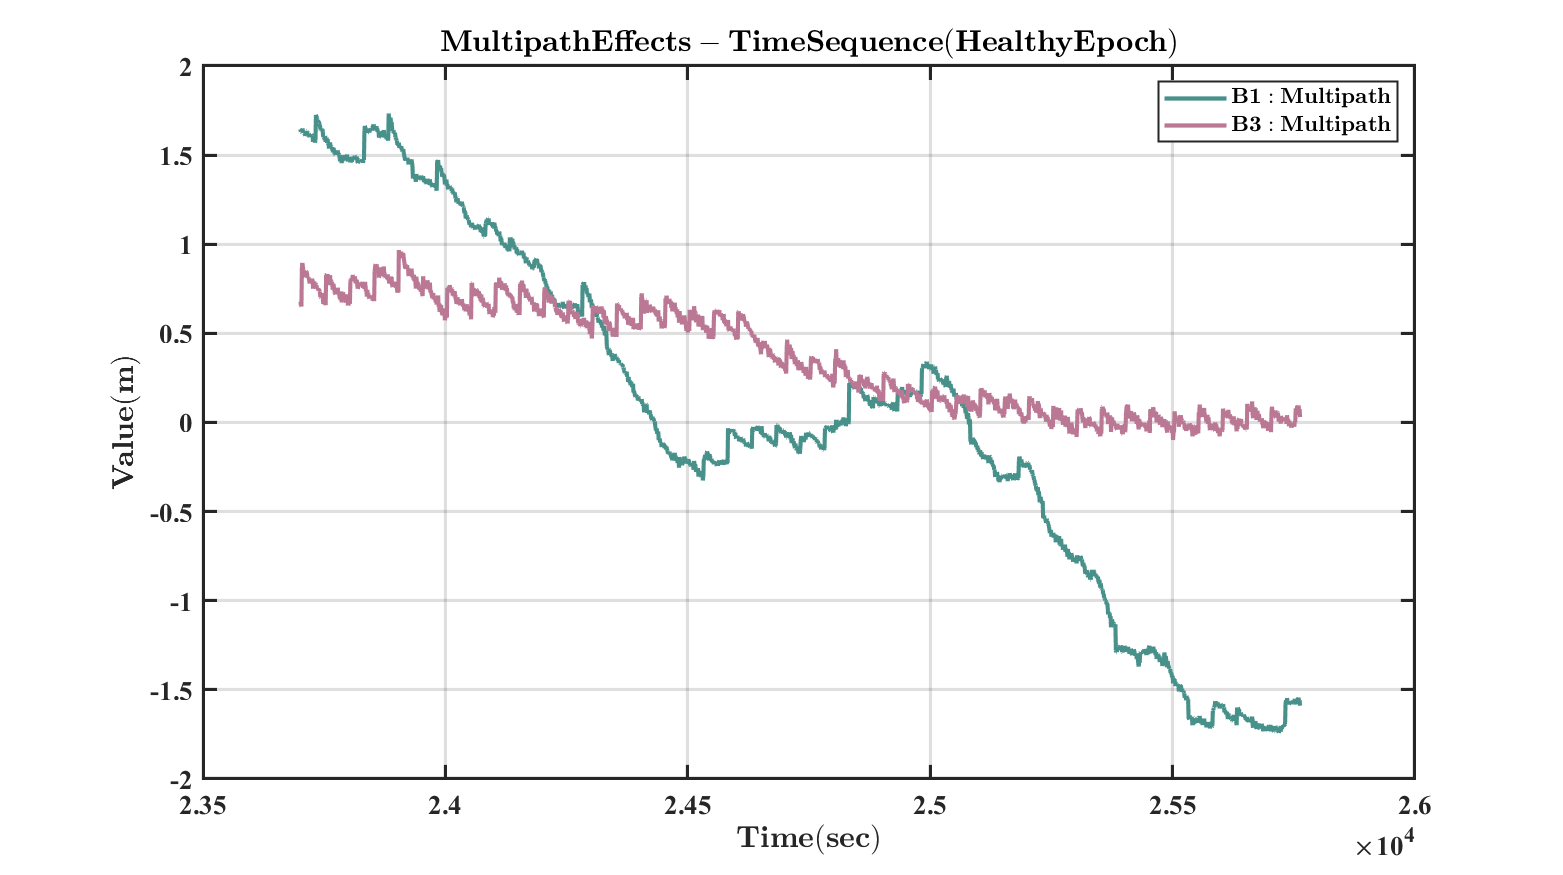 MultipathEffects – TimeSequence(HealthyEpoch)
B1 : Multipath
B3 : Multipath
Value(m)
2
1.5
1
0.5
0
-0.5
-1
-1.5
-2
2.35 2.4 2.45 2.5 2.55 2.6
×10⁴
Time(sec)